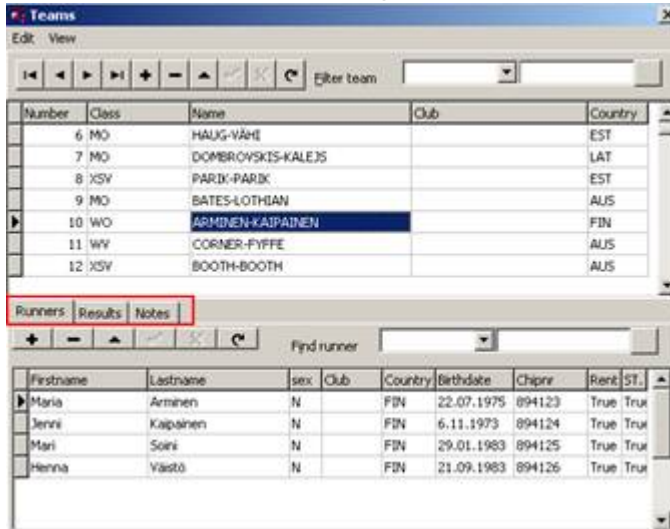 Teams
Edit View
Filter team
Number Class Name Club Country
6 MO HAUG-VÄHI EST
7 MO DOMBROVSKIS-KALEJS LAT
8 XSV PARIK-PARIK EST
9 MO BATES-LOTHIAN AUS
10 WO ARMINEN-KAIPAINEN FIN
11 WV CORNER-FYFFE AUS
12 XSV BOOTH-BOOTH AUS
Runners Results Notes
Find runner
Firstname Lastname sex Club Country Birthdate Chipnr Rent ST.
Maria Arminen N FIN 22.07.1975 894123 True True
Jenni Kaipainen N FIN 6.11.1973 894124 True True
Mari Soini N FIN 29.01.1983 894125 True True
Henna Väistö N FIN 21.09.1983 894126 True True